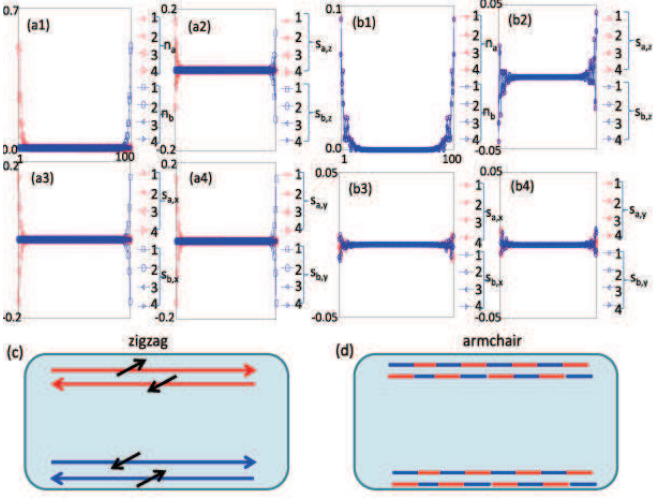 0.7
(a1)
0.0
1
100
1
2
3
4
n_a
1
2
3
4
n_b
0.2
(a2)
-0.2
1
2
3
4
s_a,z
1
2
3
4
s_b,z
0.1
(b1)
0.0
1
100
1
2
3
4
n_a
1
2
3
4
n_b
0.05
(b2)
-0.05
1
2
3
4
s_a,z
1
2
3
4
s_b,z
0.2
(a3)
-0.2
1
2
3
4
s_a,x
1
2
3
4
s_b,x
(a4)
-0.2
1
2
3
4
s_a,y
1
2
3
4
s_b,y
0.05
(b3)
-0.05
1
2
3
4
s_a,x
1
2
3
4
s_b,x
0.05
(b4)
-0.05
1
2
3
4
s_a,y
1
2
3
4
s_b,y
(c)
zigzag
(d)
armchair